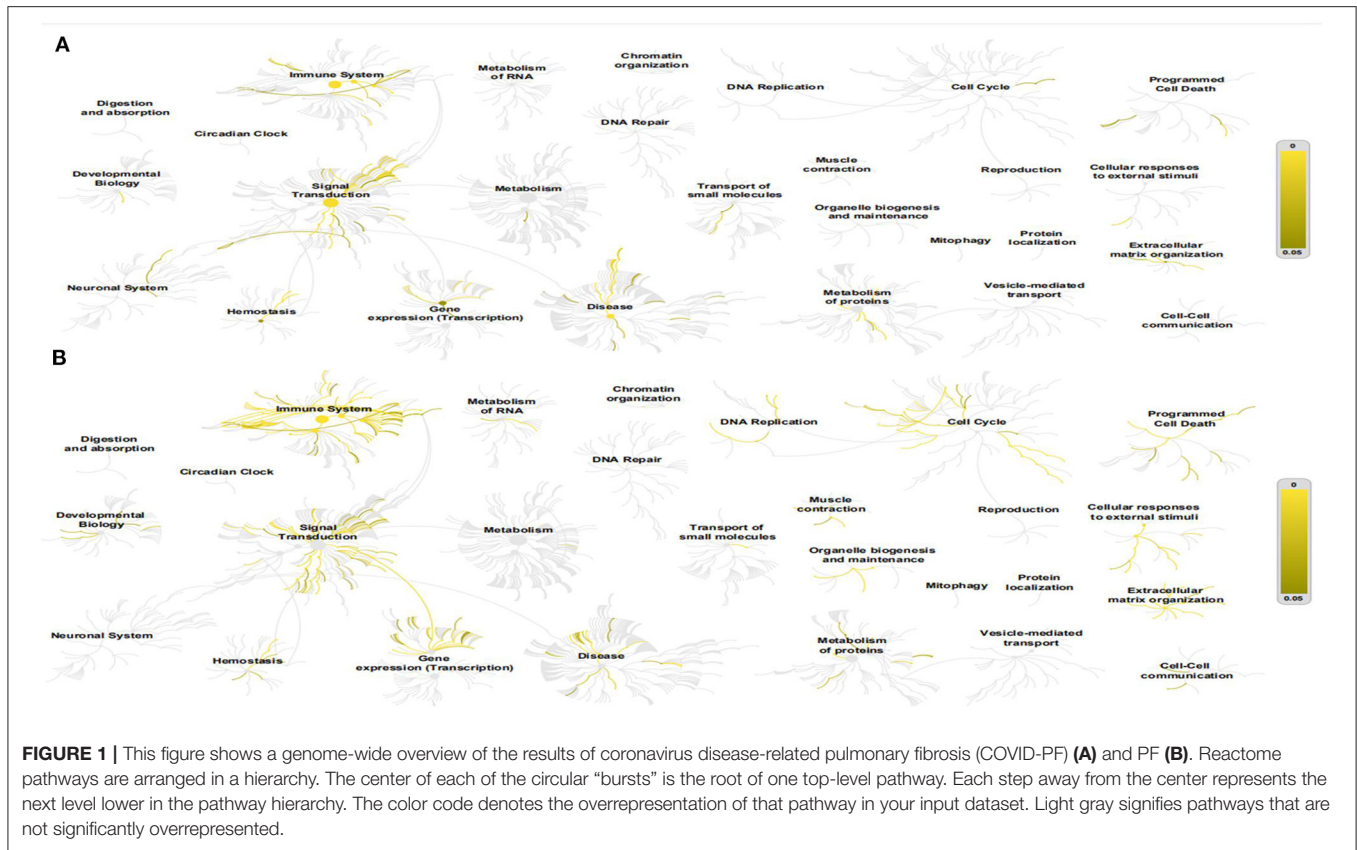 A
Immune System
Metabolism
of RNA
Chromatin
organization
DNA Replication
Cell Cycle
Programmed
Cell Death
Digestion
and absorption
Circadian Clock
DNA Repair
0
0.05
Developmental
Biology
Signal
Transduction
Metabolism
Transport of
small molecules
Muscle
contraction
Reproduction
Cellular responses
to external stimuli
Organelle biogenesis
and maintenance
Mitophagy
Protein
localization
Extracellular
matrix organization
Neuronal System
Hemostasis
Gene
expression (Transcription)
Disease
Metabolism
of proteins
Vesicle-mediated
transport
Cell-Cell
communication
B
Immune System
Metabolism
of RNA
Chromatin
organization
DNA Replication
Cell Cycle
Programmed
Cell Death
Digestion
and absorption
Circadian Clock
DNA Repair
0
0.05
Developmental
Biology
Signal
Transduction
Metabolism
Transport of
small molecules
Muscle
contraction
Reproduction
Cellular responses
to external stimuli
Organelle biogenesis
and maintenance
Mitophagy
Protein
localization
Extracellular
matrix organization
Neuronal System
Hemostasis
Gene
expression (Transcription)
Disease
Metabolism
of proteins
Vesicle-mediated
transport
Cell-Cell
communication
FIGURE 1 | This figure shows a genome-wide overview of the results of coronavirus disease-related pulmonary fibrosis (COVID-PF) (A) and PF (B). Reactome
pathways are arranged in a hierarchy. The center of each of the circular “bursts” is the root of one top-level pathway. Each step away from the center represents the
next level lower in the pathway hierarchy. The color code denotes the overrepresentation of that pathway in your input dataset. Light gray signifies pathways that are
not significantly overrepresented.